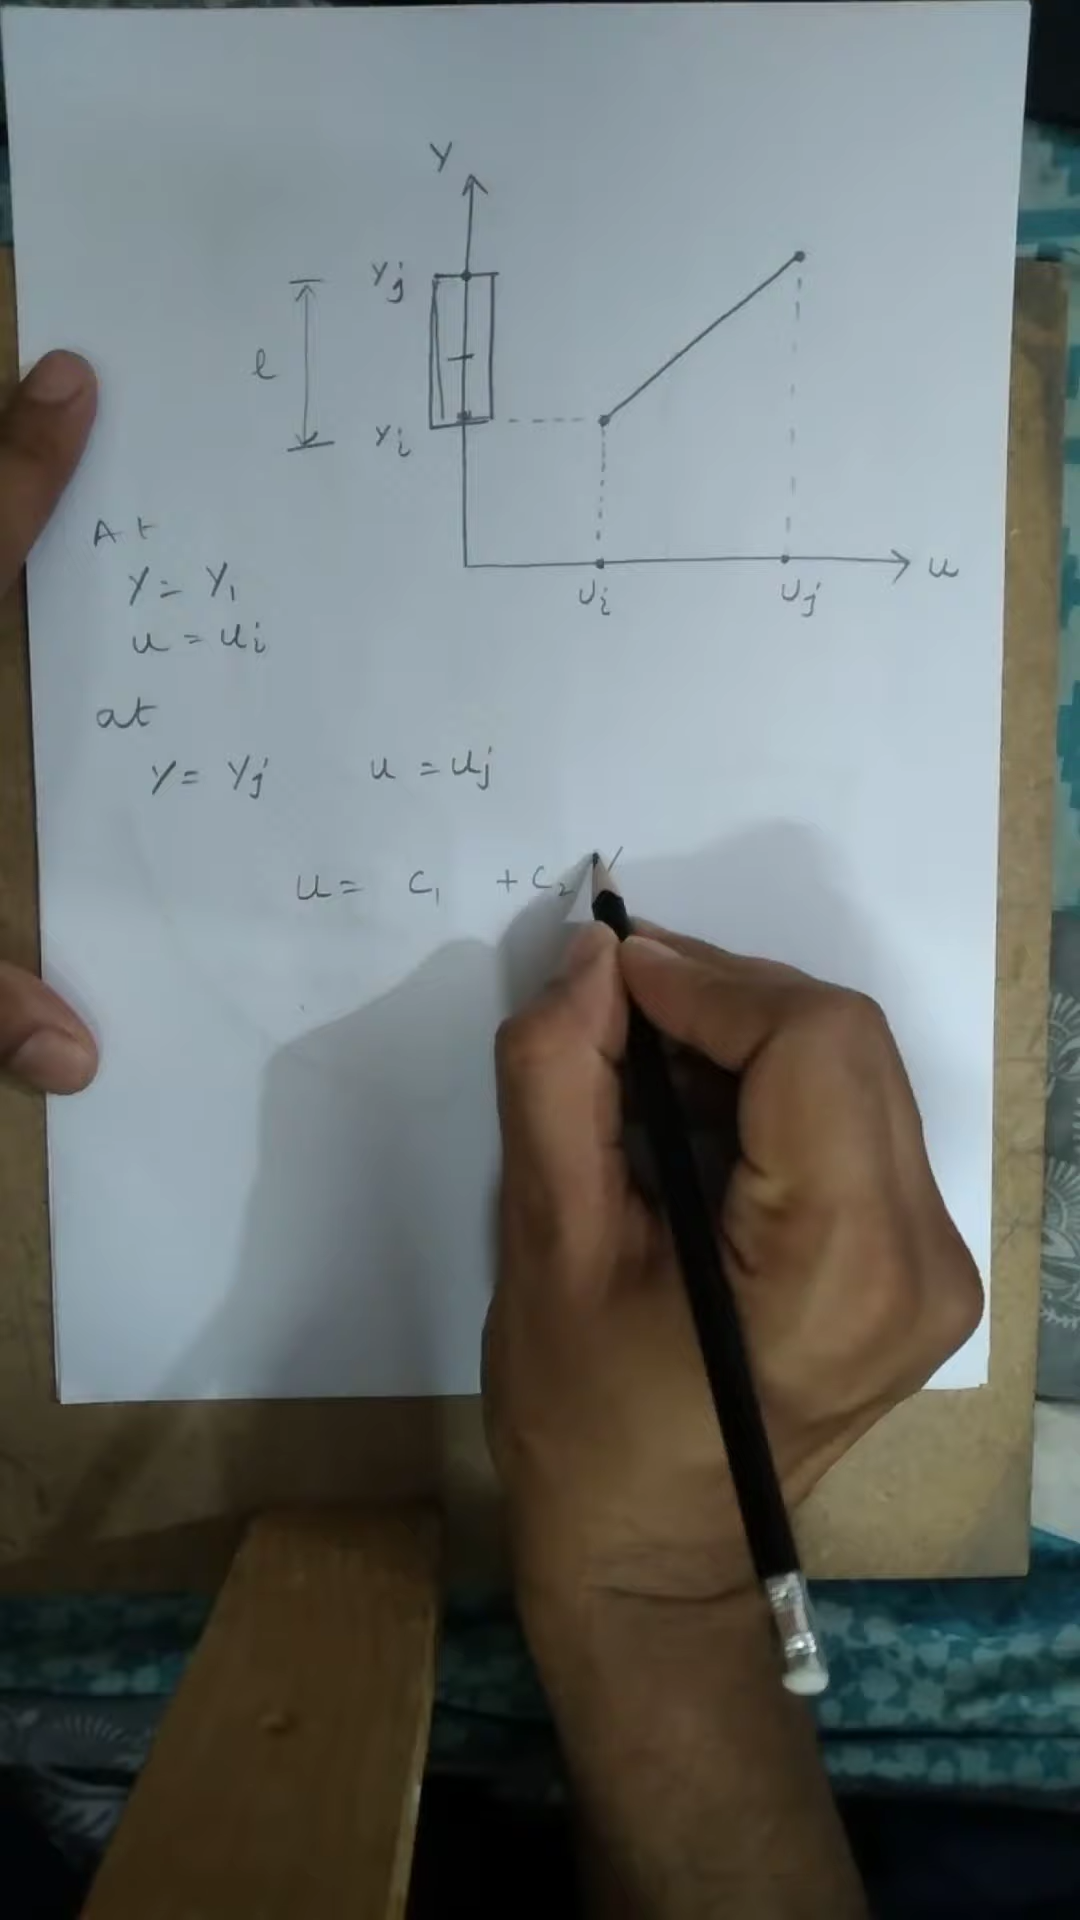 Y
Yj
l
Yi
u
Ui
Uj
At
Y = Y₁
u = ui
at
Y = Yj u = uj
U = C₁ + C₂